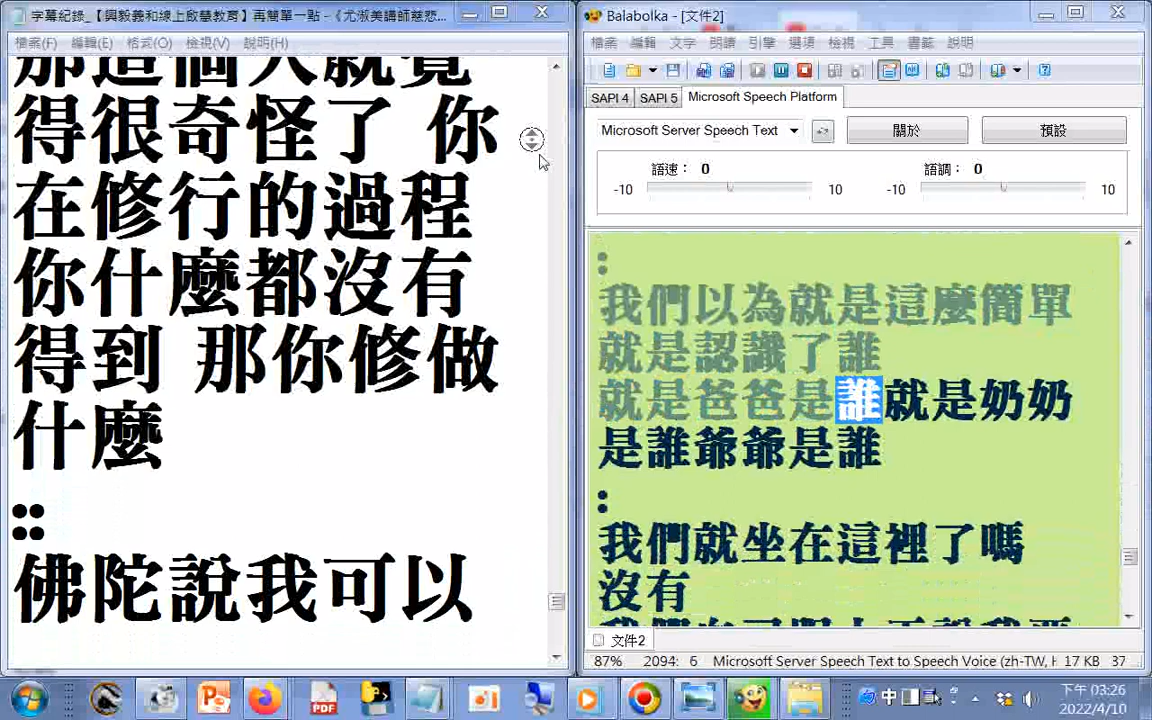 字幕紀錄_【興毅義和線上啟慧教育】再簡單一點 -《尤淑美講師慈悲...
檔案(F) 編輯(E) 格式(O) 檢視(V) 說明(H)
那這個人就覺
得很奇怪了 你
在修行的過程
你什麼都沒有
得到 那你修做
什麼
::
佛陀說我可以
Balabolka - [文件2]
檔案 編輯 文字 朗讀 引擎 選項 檢視 工具 書籤 說明
SAPI 4 SAPI 5 Microsoft Speech Platform
Microsoft Server Speech Text 關於 預設
語速： 0 語調： 0
-10 10 -10 10
:
我們以為就是這麼簡單
就是認識了誰
就是爸爸是誰就是奶奶
是誰爺爺是誰
:
我們就坐在這裡了嗎
沒有
文件2
87% 2094: 6 Microsoft Server Speech Text to Speech Voice (zh-TW, H 17 KB 37
PDF
中
下午 03:26
2022/4/10